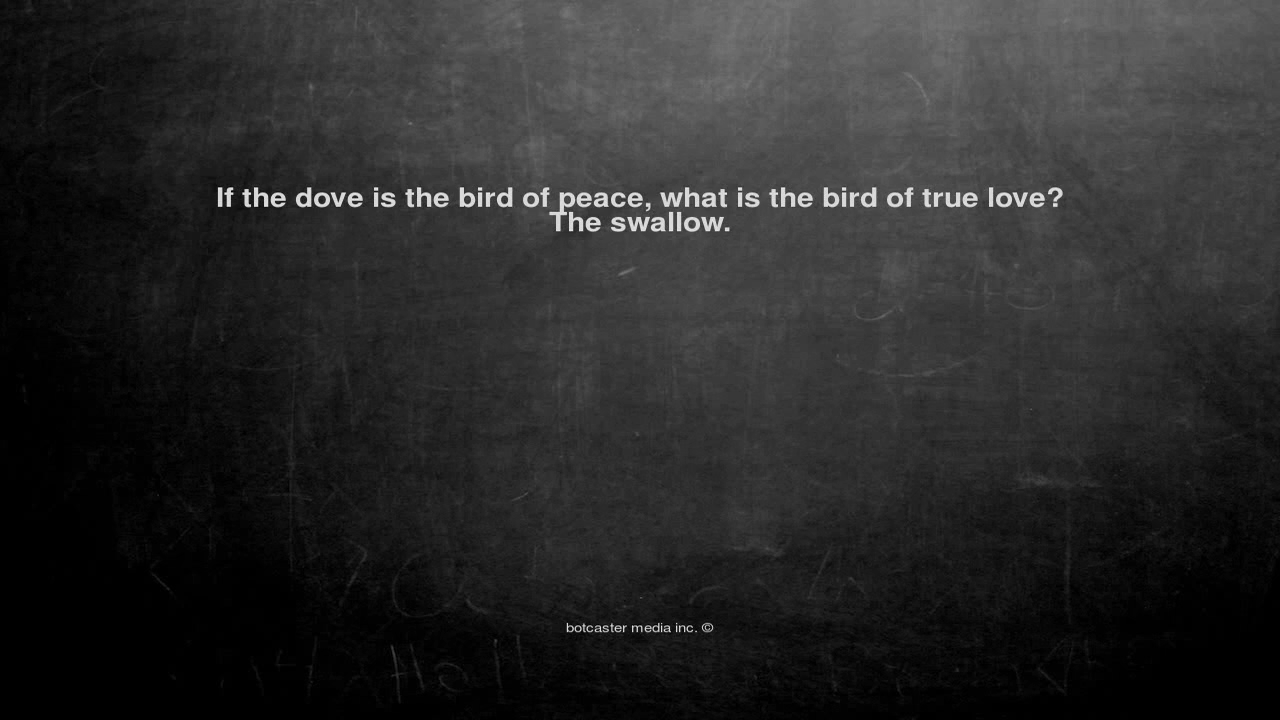 If the dove is the bird of peace, what is the bird of true love?
The swallow.
botcaster media inc. ©